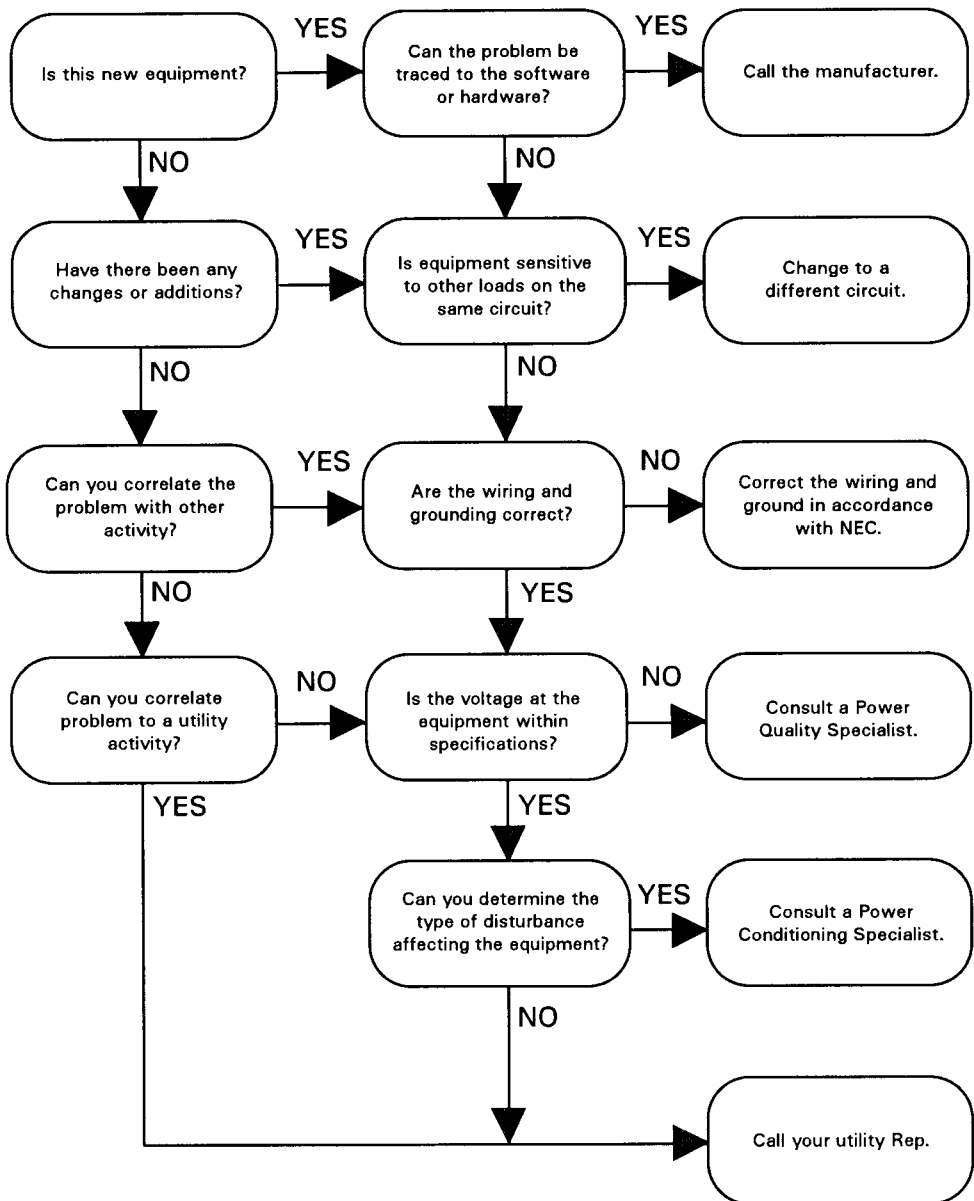 YES
YES
Is this new equipment?
Can the problem be
traced to the software
or hardware?
Call the manufacturer.
NO
NO
YES
YES
Have there been any
changes or additions?
Is equipment sensitive
to other loads on the
same circuit?
Change to a
different circuit.
NO
NO
YES
NO
Can you correlate the
problem with other
activity?
Are the wiring and
grounding correct?
Correct the wiring and
ground in accordance
with NEC.
NO
YES
NO
NO
Can you correlate
problem to a utility
activity?
Is the voltage at the
equipment within
specifications?
Consult a Power
Quality Specialist.
YES
YES
Can you determine the
type of disturbance
affecting the equipment?
YES
Consult a Power
Conditioning Specialist.
NO
Call your utility Rep.